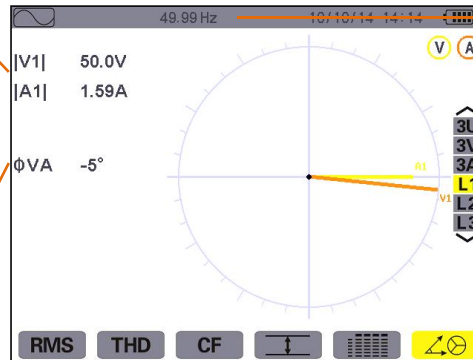 49.99 Hz 10/10/14 14:14
V A
|V1| 50.0V
|A1| 1.59A
ΦVA -5°
A1
V1
3U
3V
3A
L1
L2
L3
RMS THD CF